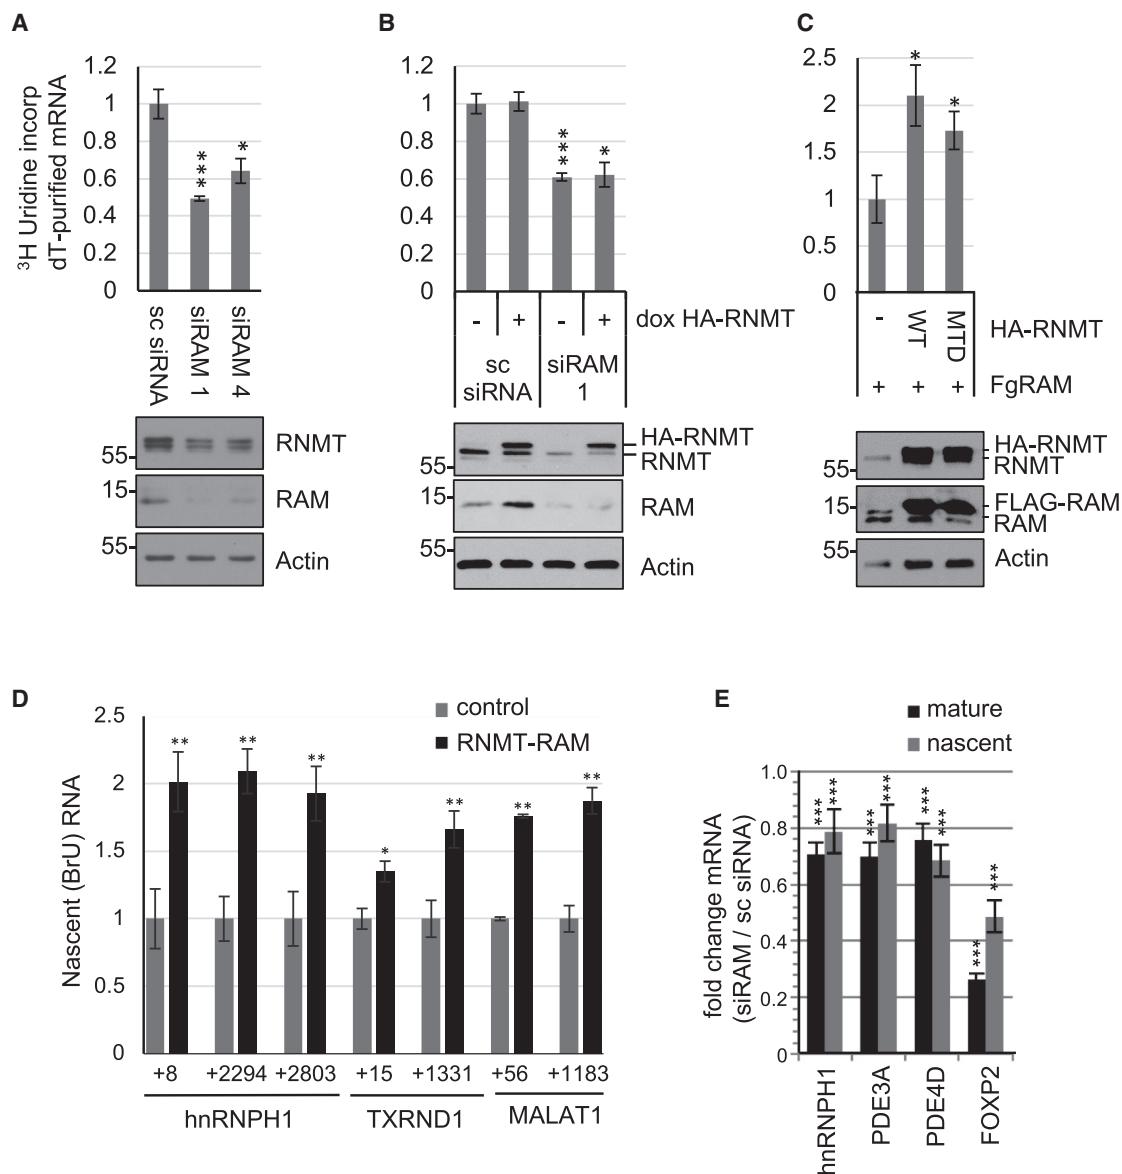 A
³H Uridine incorp
dT-purified mRNA
1.2
1
0.8
0.6
0.4
0.2
0
***
*
sc siRNA
siRAM 1
siRAM 4
55
RNMT
15
RAM
55
Actin
B
1.2
1
0.8
0.6
0.4
0.2
0
***
*
- + - + dox HA-RNMT
sc siRNA
siRAM 1
HA-RNMT
55 RNMT
15
RAM
55
Actin
C
2.5
2
1.5
1
0.5
0
*
*
- WT MTD HA-RNMT
+ + + FgRAM
HA-RNMT
55 RNMT
15 FLAG-RAM
RAM
55
Actin
D
Nascent (BrU) RNA
control
RNMT-RAM
2.5
2
1.5
1
0.5
0
** ** ** * ** ** **
+8 +2294 +2803 +15 +1331 +56 +1183
hnRNPH1 TXRND1 MALAT1
E
mature
nascent
fold change mRNA
(siRAM / sc siRNA)
1.0
0.8
0.6
0.4
0.2
0
*** *** *** *** *** *** *** ***
hnRNPH1
PDE3A
PDE4D
FOXP2